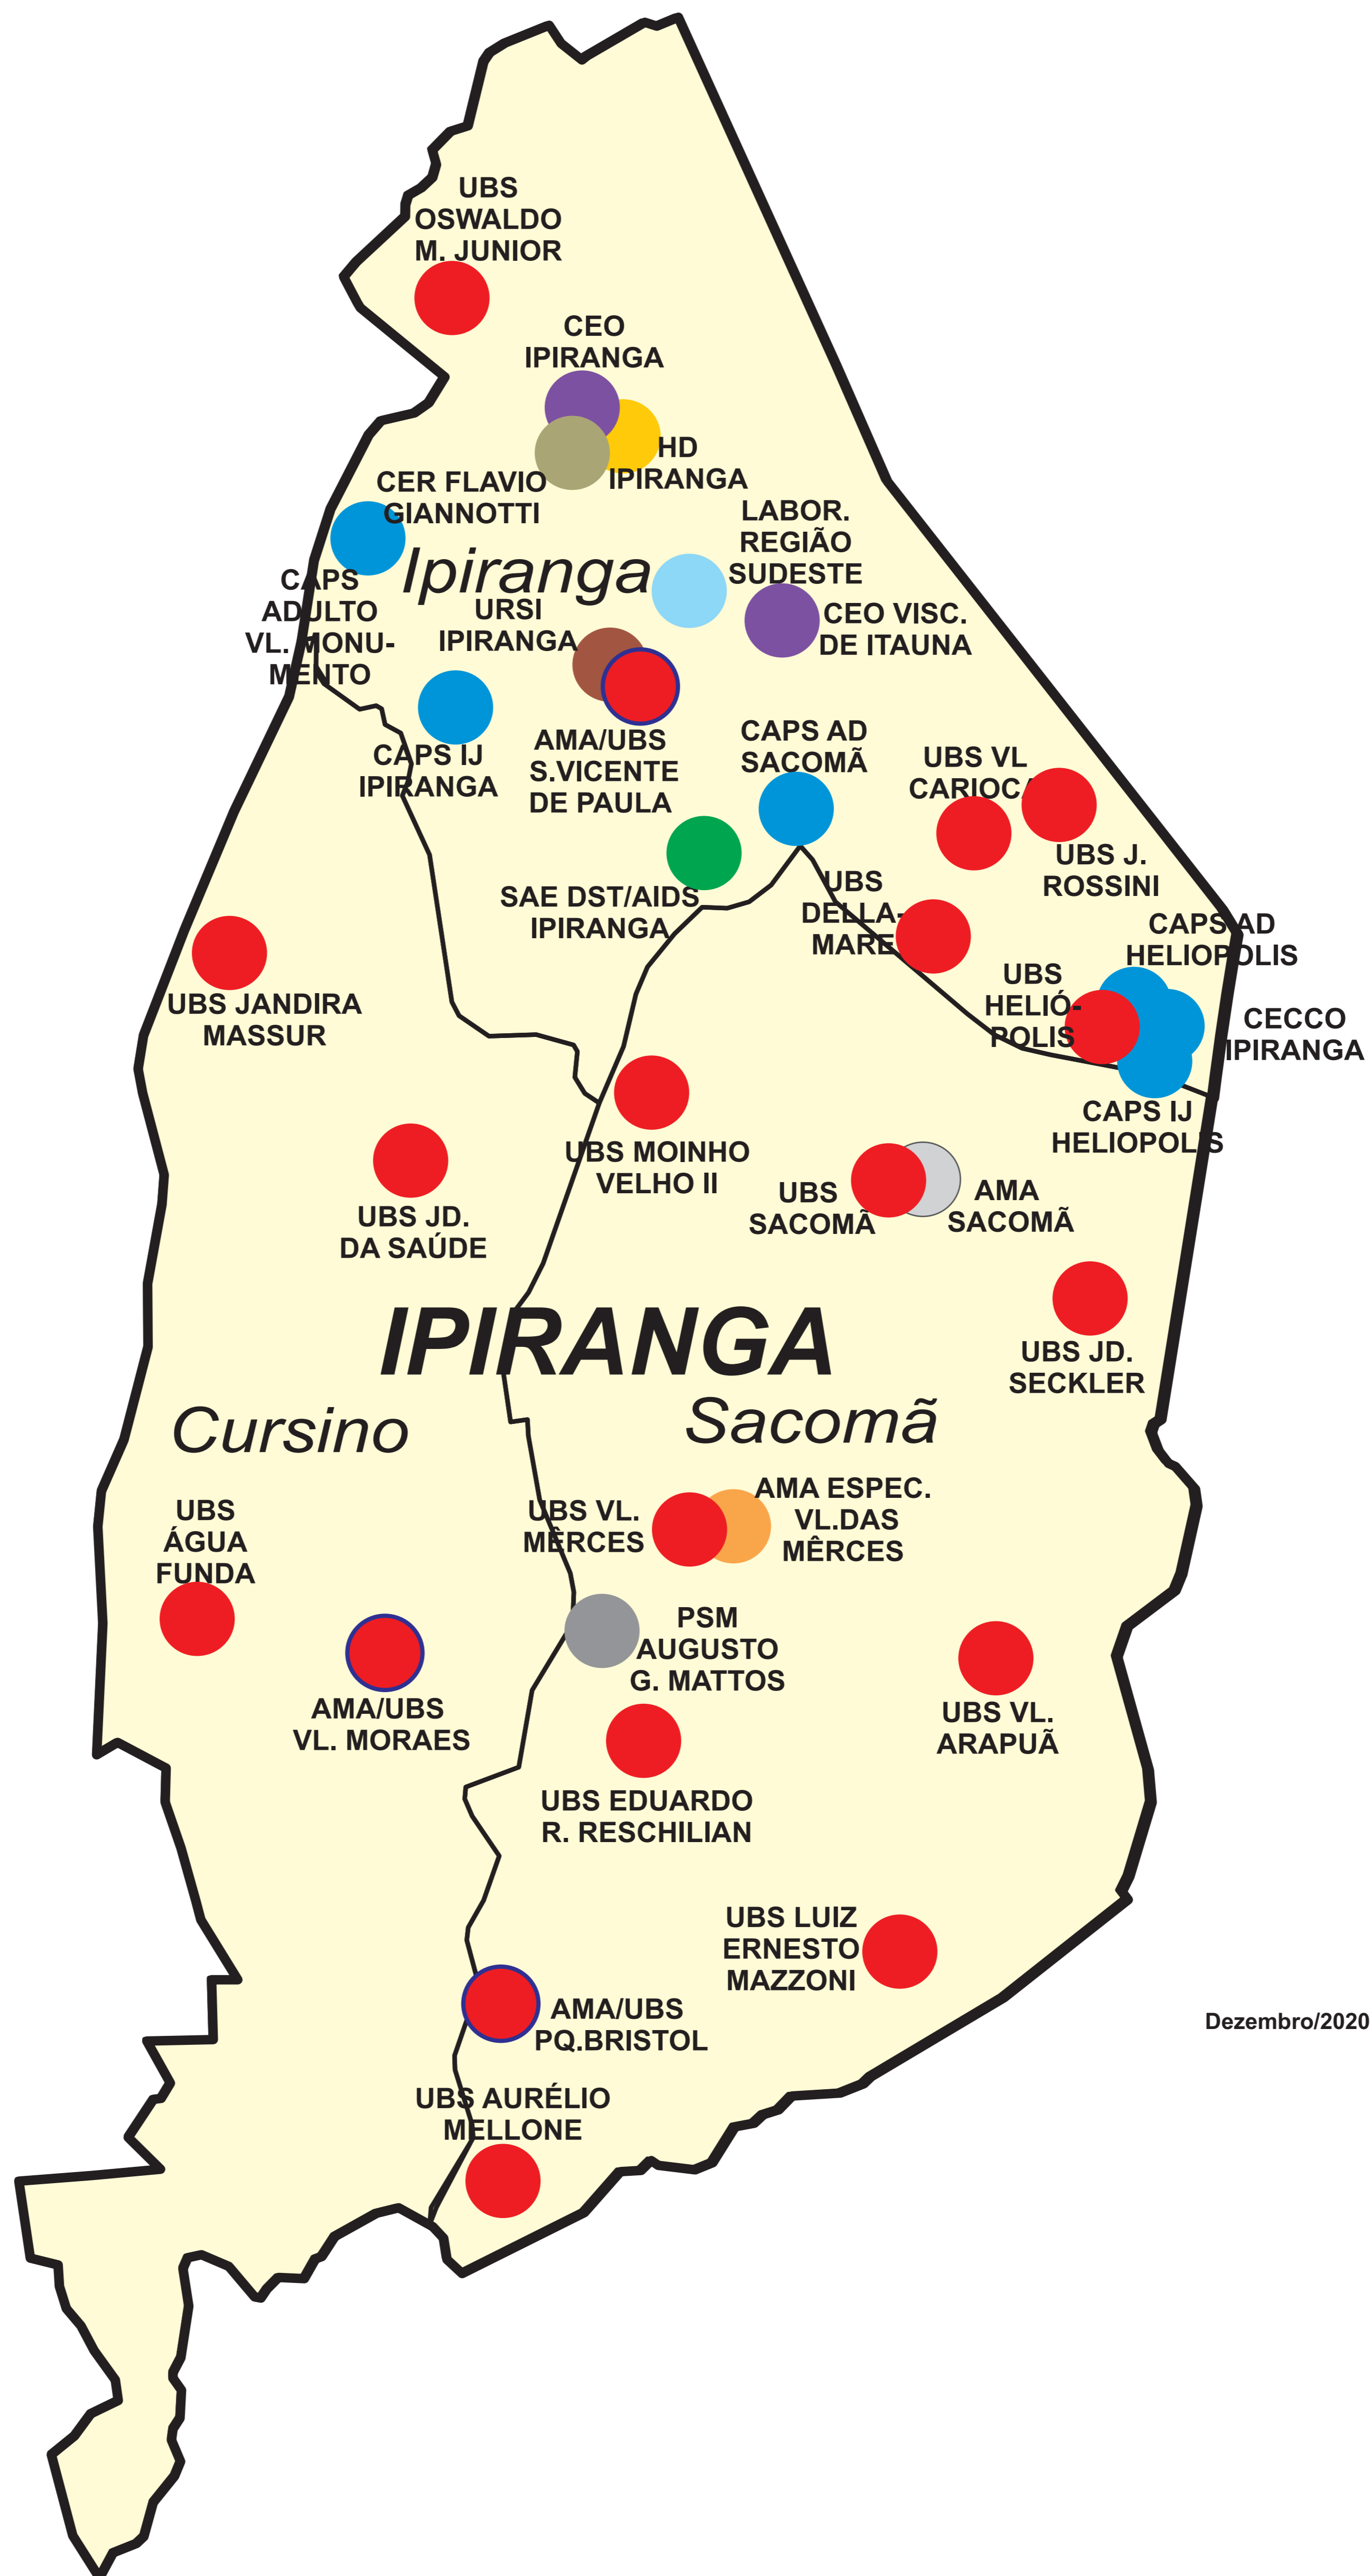 UBS
OSWALDO
M. JUNIOR
CEO
IPIRANGA
HD
IPIRANGA
CER FLAVIO
GIANNOTTI
LABOR.
REGIÃO
SUDESTE
Ipiranga
CAPS
ADULTO
VL. MONU-
MENTO
URSI
IPIRANGA
CEO VISC.
DE ITAUNA
CAPS IJ
IPIRANGA
AMA/UBS
S.VICENTE
DE PAULA
CAPS AD
SACOMÃ
UBS VL
CARIOCA
UBS J.
ROSSINI
SAE DST/AIDS
IPIRANGA
UBS
DELLA-
MARE
CAPS AD
HELIOPOLIS
UBS JANDIRA
MASSUR
UBS
HELIÓ-
POLIS
CECCO
IPIRANGA
CAPS IJ
HELIOPOLIS
UBS MOINHO
VELHO II
UBS
SACOMÃ
AMA
SACOMÃ
UBS JD.
DA SAÚDE
IPIRANGA
UBS JD.
SECKLER
Cursino
Sacomã
UBS VL.
MÊRCES
AMA ESPEC.
VL.DAS
MÊRCES
UBS
ÁGUA
FUNDA
PSM
AUGUSTO
G. MATTOS
AMA/UBS
VL. MORAES
UBS VL.
ARAPUÃ
UBS EDUARDO
R. RESCHILIAN
UBS LUIZ
ERNESTO
MAZZONI
AMA/UBS
PQ.BRISTOL
Dezembro/2020
UBS AURÉLIO
MELLONE